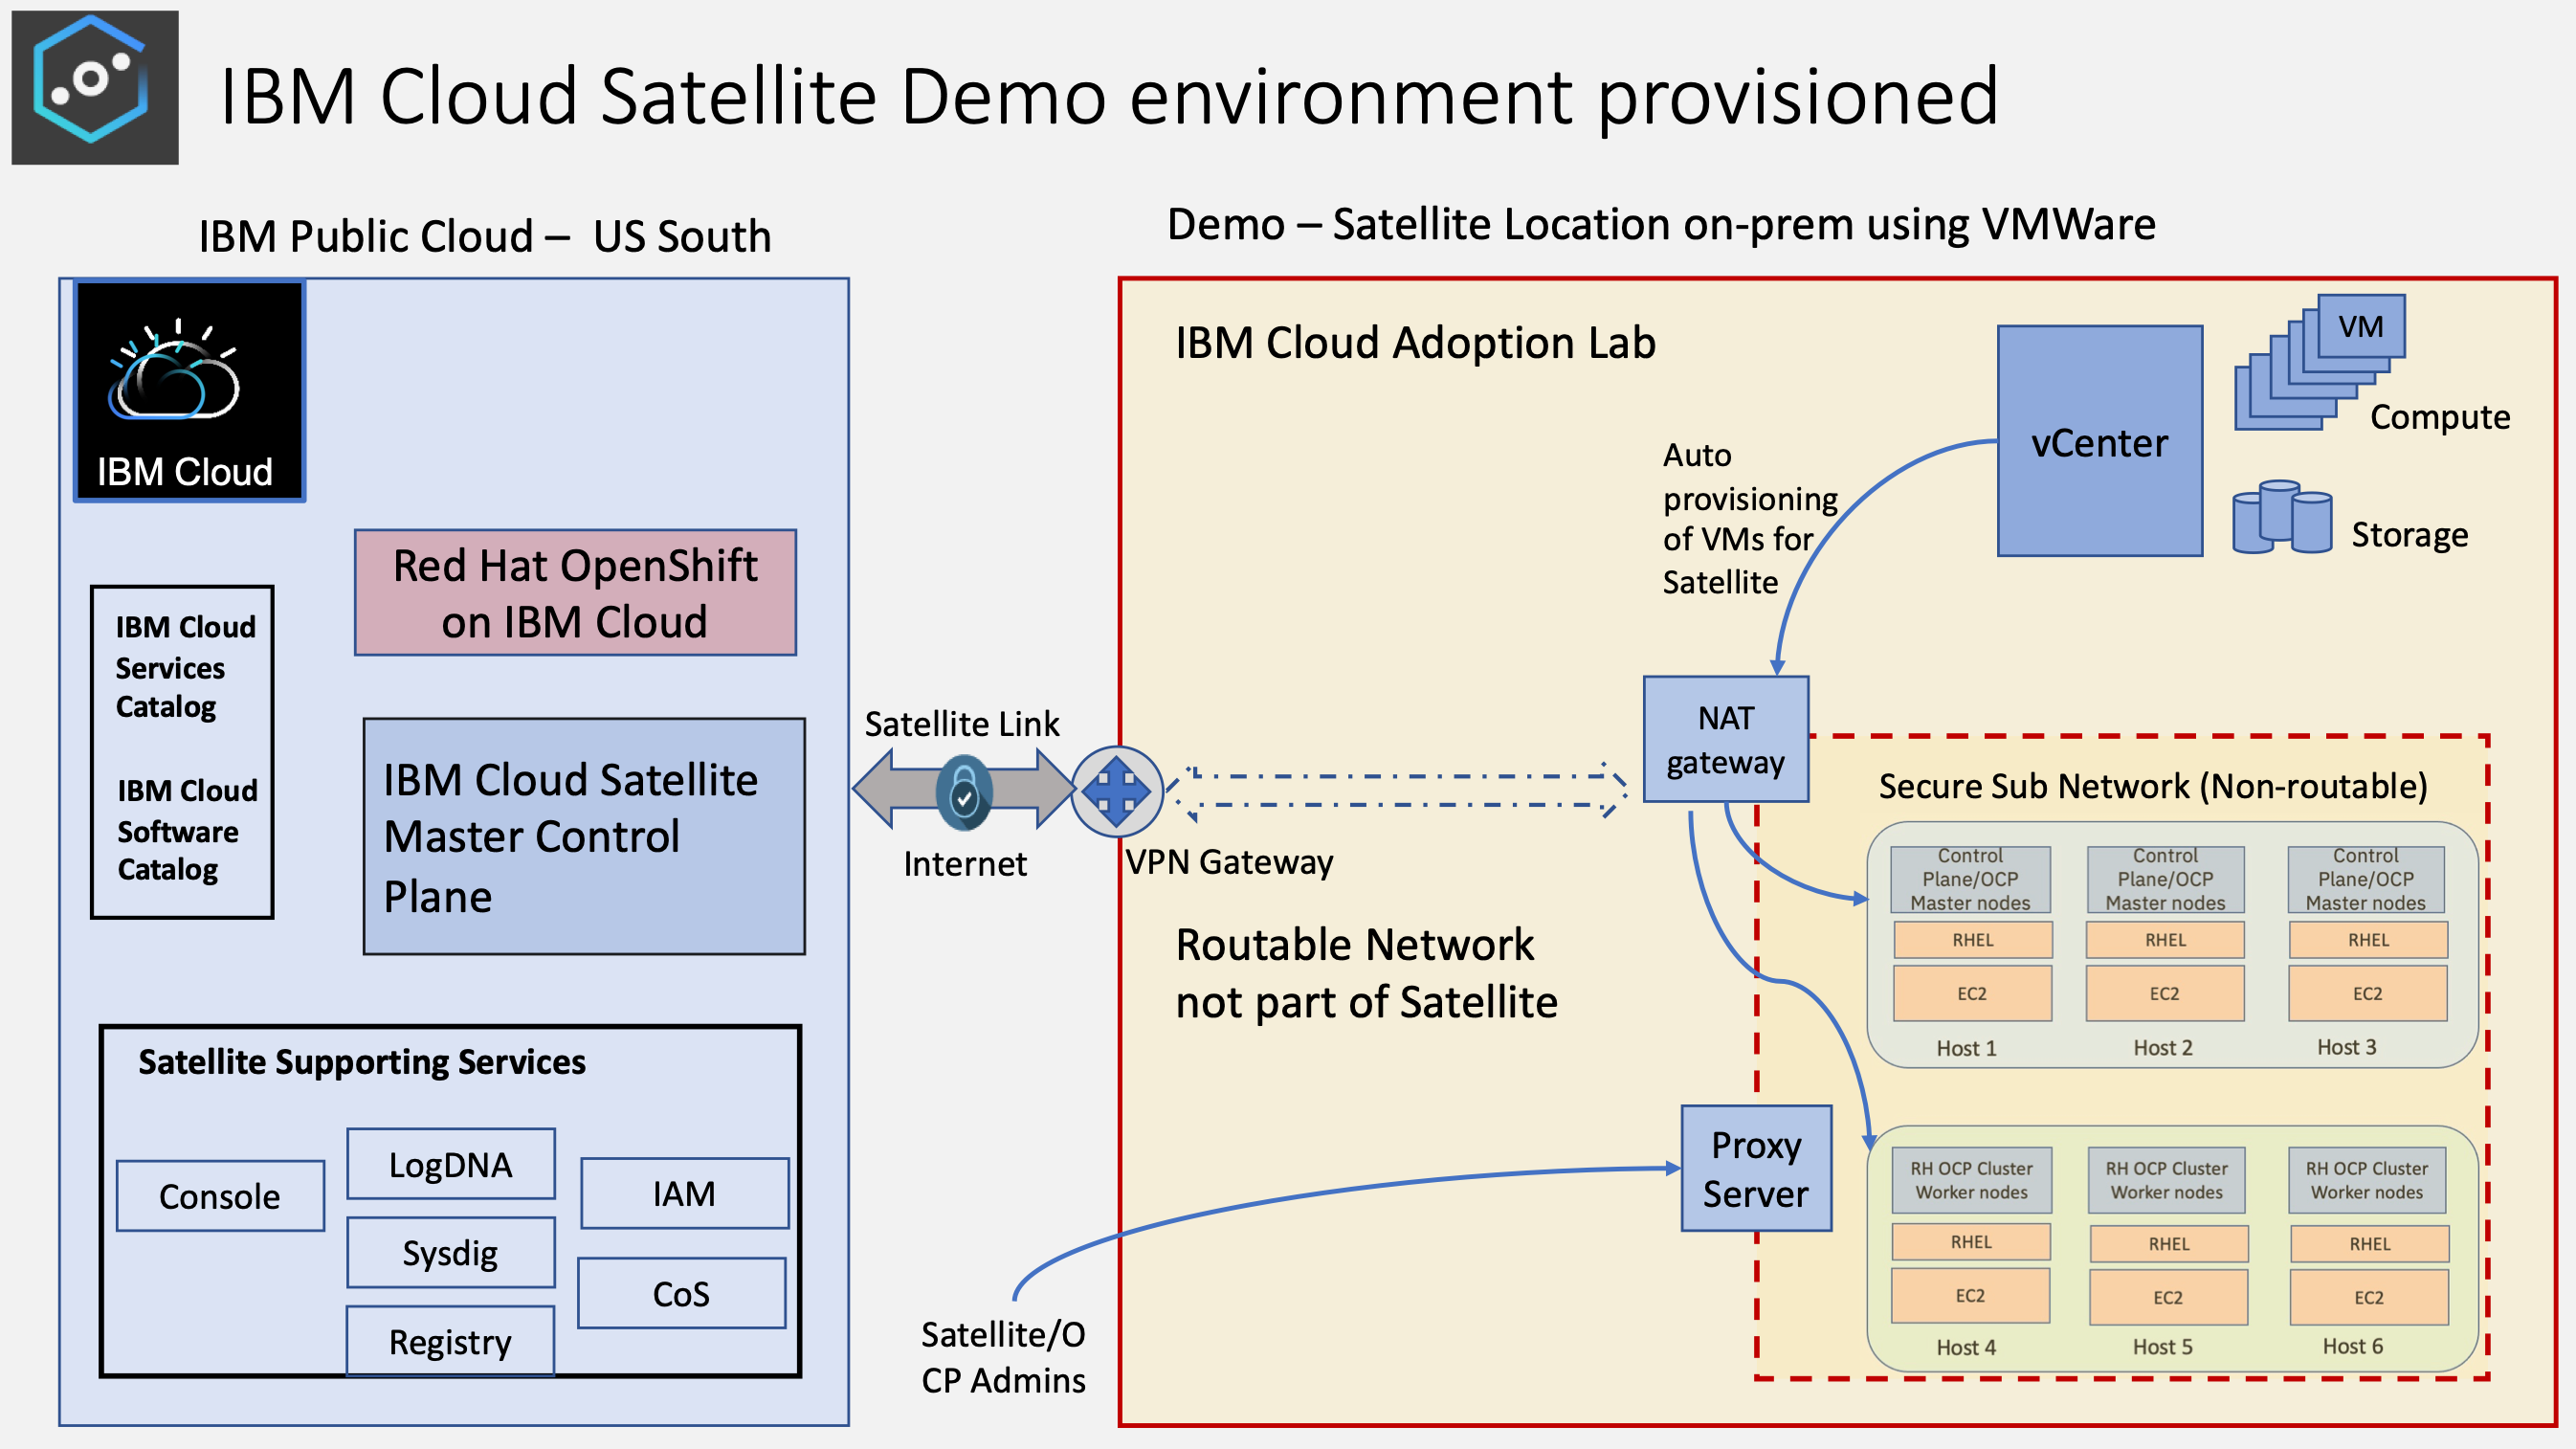 IBM Cloud Satellite Demo environment provisioned
IBM Public Cloud – US South
IBM Cloud
Red Hat OpenShift
on IBM Cloud
IBM Cloud
Services
Catalog
IBM Cloud
Software
Catalog
IBM Cloud Satellite
Master Control
Plane
Satellite Supporting Services
Console
LogDNA
Sysdig
Registry
IAM
CoS
Satellite Link
Internet
VPN Gateway
Satellite/O
CP Admins
Demo – Satellite Location on-prem using VMWare
IBM Cloud Adoption Lab
vCenter
VM
Compute
Storage
Auto
provisioning
of VMs for
Satellite
NAT
gateway
Routable Network
not part of Satellite
Proxy
Server
Secure Sub Network (Non-routable)
Control
Plane/OCP
Master nodes
RHEL
EC2
Host 1
Control
Plane/OCP
Master nodes
RHEL
EC2
Host 2
Control
Plane/OCP
Master nodes
RHEL
EC2
Host 3
RH OCP Cluster
Worker nodes
RHEL
EC2
Host 4
RH OCP Cluster
Worker nodes
RHEL
EC2
Host 5
RH OCP Cluster
Worker nodes
RHEL
EC2
Host 6